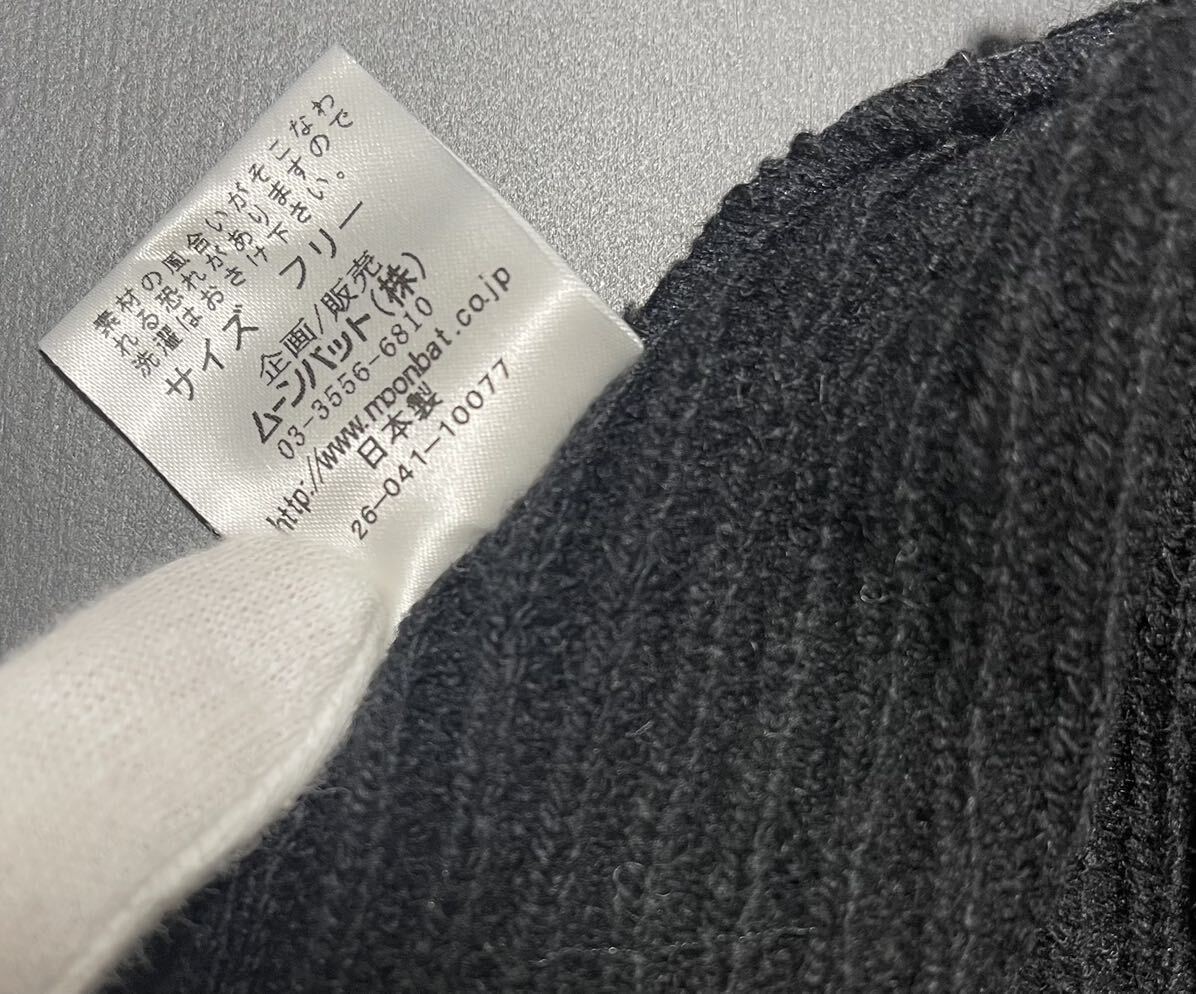 素材の風合いがそこなわ
れる恐れがありますので
洗濯はおさけ下さい。
サイズ フリー
企画/販売
ムーンバット(株)
03-3556-6810
http://www.moonbat.co.jp
日本製
26-041-10077